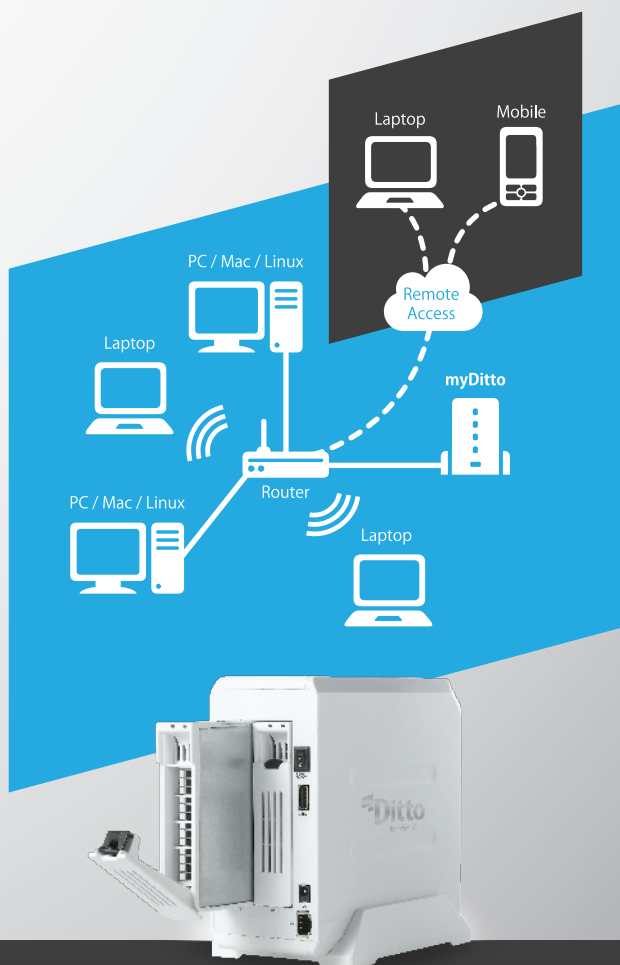 Laptop
Mobile
Remote
Access
PC / Mac / Linux
Laptop
myDitto
Router
PC / Mac / Linux
Laptop
Ditto